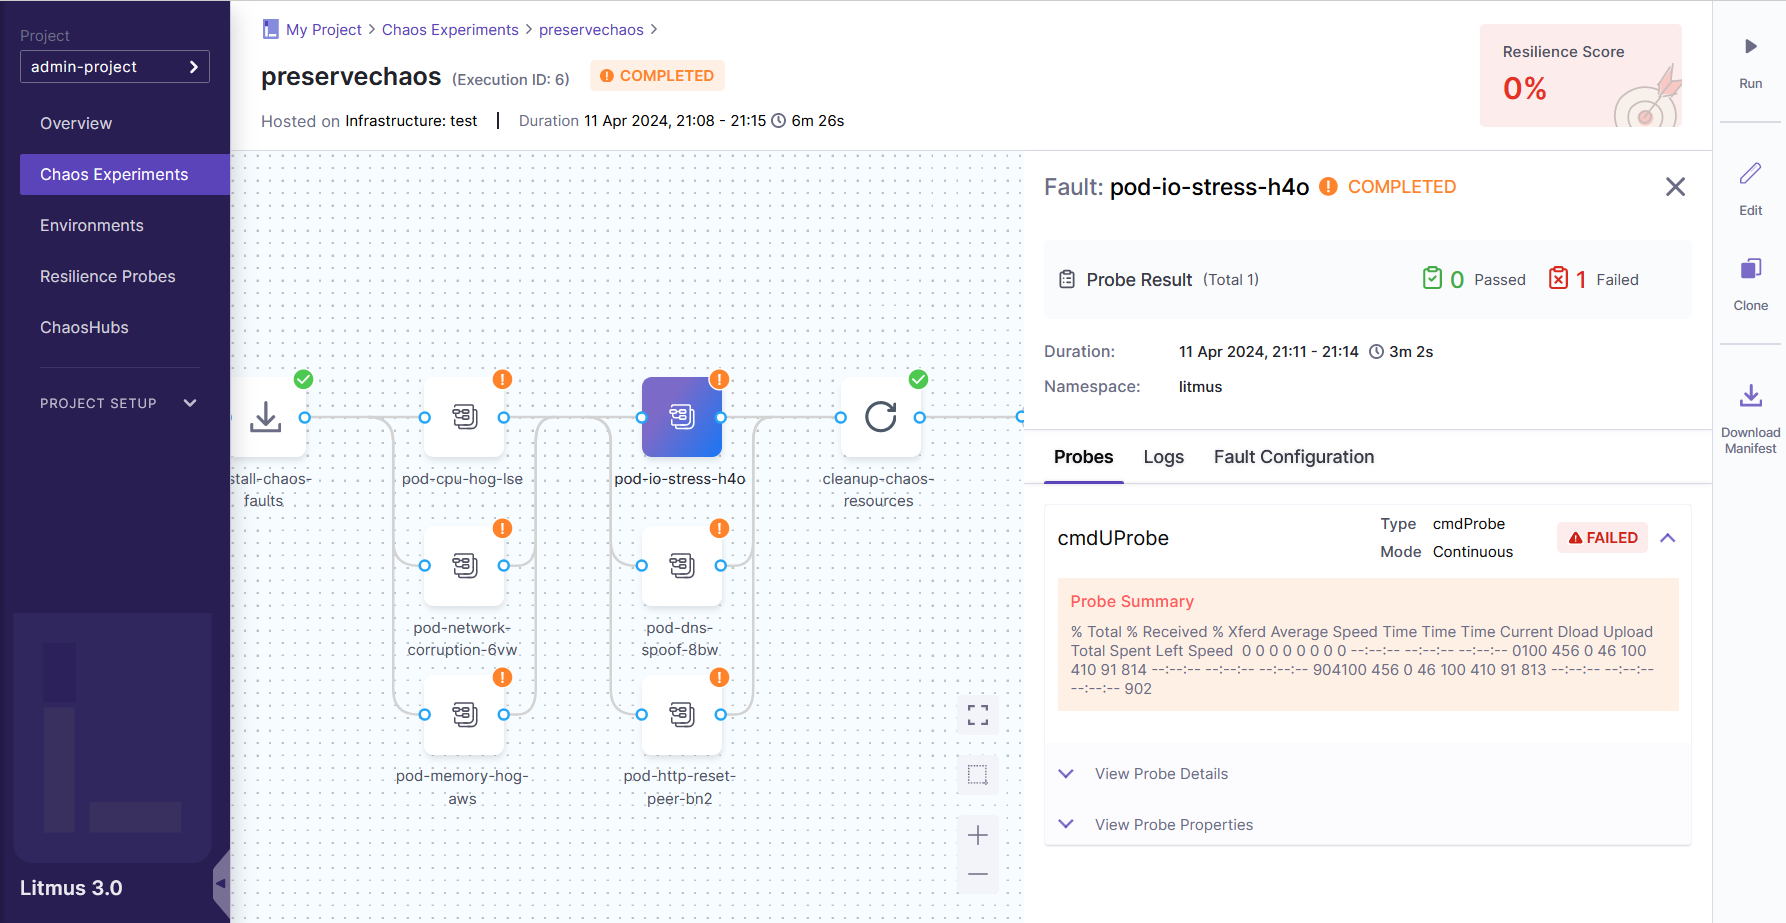 Project
admin-project
Overview
Chaos Experiments
Environments
Resilience Probes
ChaosHubs
PROJECT SETUP
Litmus 3.0
My Project > Chaos Experiments > preservechaos >
preservechaos (Execution ID: 6) COMPLETED
Hosted on Infrastructure: test | Duration 11 Apr 2024, 21:08 - 21:15 6m 26s
Resilience Score
0%
Run
Edit
Clone
Download
Manifest
stall-chaos-
faults
pod-cpu-hog-lse
pod-network-
corruption-6vw
pod-memory-hog-
aws
pod-io-stress-h4o
pod-dns-
spoof-8bw
pod-http-reset-
peer-bn2
cleanup-chaos-
resources
Fault: pod-io-stress-h4o COMPLETED
Probe Result (Total 1) 0 Passed 1 Failed
Duration: 11 Apr 2024, 21:11 - 21:14 3m 2s
Namespace: litmus
Probes Logs Fault Configuration
cmdUProbe
Type cmdProbe
Mode Continuous
FAILED
Probe Summary
% Total % Received % Xferd Average Speed Time Time Time Current Dload Upload
Total Spent Left Speed 0 0 0 0 0 0 0 0 --:--:-- --:--:-- --:--:-- 0100 456 0 46 100
410 91 814 --:--:-- --:--:-- --:--:-- 904100 456 0 46 100 410 91 813 --:--:-- --:--:--
--:--:-- 902
View Probe Details
View Probe Properties